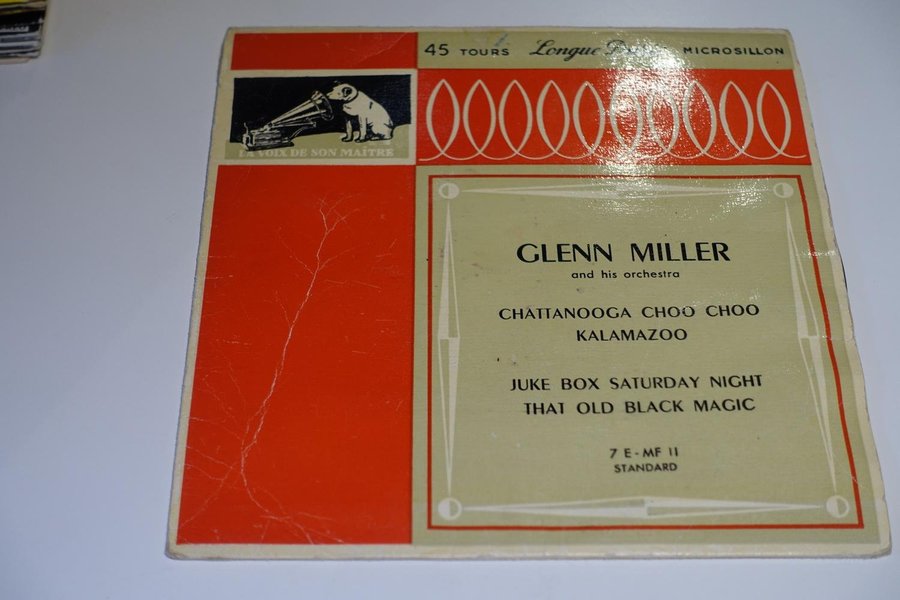 45 TOURS Longue Durée MICROSILLON
LA VOIX DE SON MAITRE
GLENN MILLER
and his orchestra
CHATTANOOGA CHOO CHOO
KALAMAZOO
JUKE BOX SATURDAY NIGHT
THAT OLD BLACK MAGIC
7 E-MF 11
STANDARD